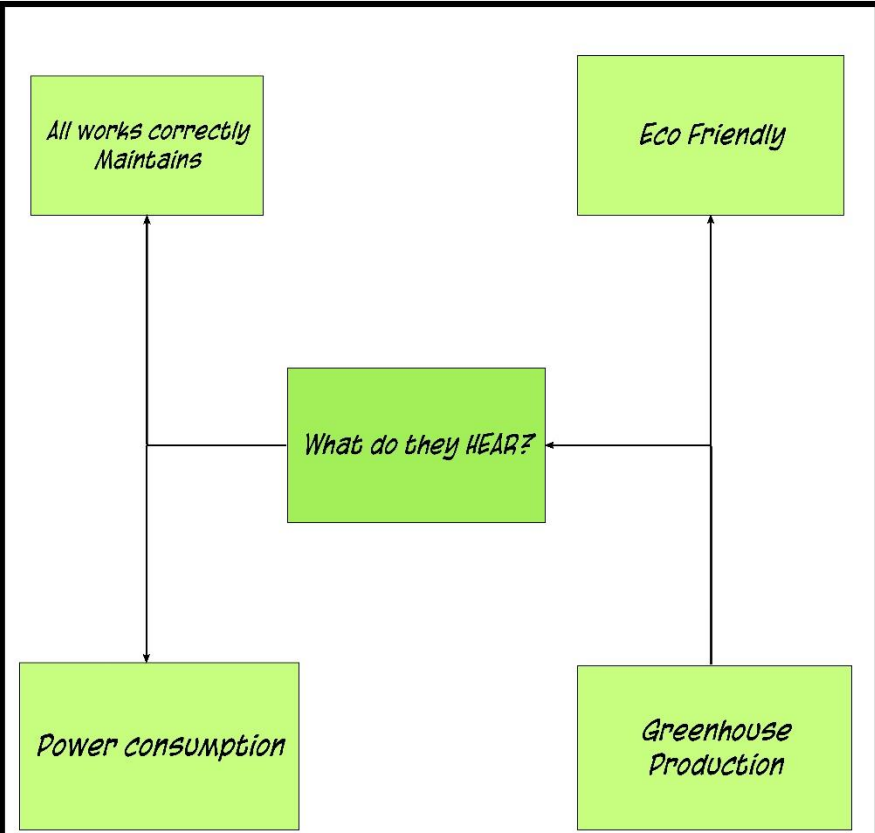 All works correctly
Maintains
Eco Friendly
What do they HEAR?
Power consumption
Greenhouse
Production